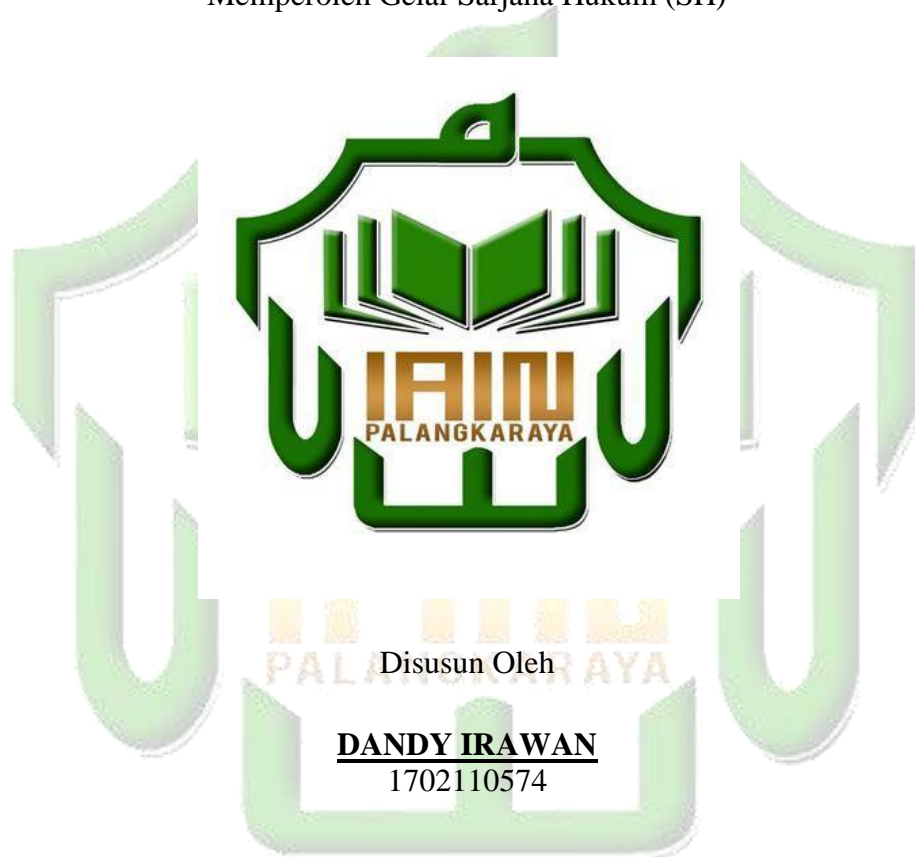 Memperoleh Gelar Sarjana Hukum (SH)
IAIN
PALANGKARAYA
Disusun Oleh
PALANGKARAYA
DANDY IRAWAN
1702110574